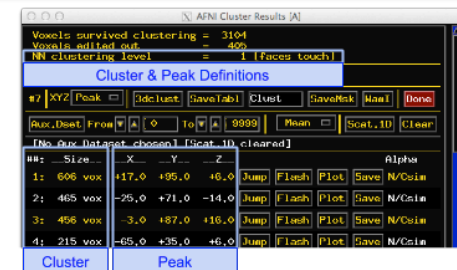 AFNI Cluster Results [A]
Voxels survived clustering = 3104
Voxels edited out = 405
NN clustering level = 1 [faces touch]
Cluster & Peak Definitions
#? XYZ Peak 3dclust SaveTabl Clust SaveMsk WamI Done
Aux.Dset From 0 To 9999 Mean Scat.1D Clear
[No Aux Dataset chosen] [Scat.1D cleared]
##: __Size__ __X__ __Y__ __Z__ Alpha
1: 606 vox +17.0 +95.0 +6.0 Jump Flash Plot Save N/Csim
2: 465 vox -25.0 +71.0 -14.0 Jump Flash Plot Save N/Csim
3: 456 vox -3.0 +87.0 +16.0 Jump Flash Plot Save N/Csim
4: 215 vox -65.0 +35.0 +6.0 Jump Flash Plot Save N/Csim
Cluster Peak